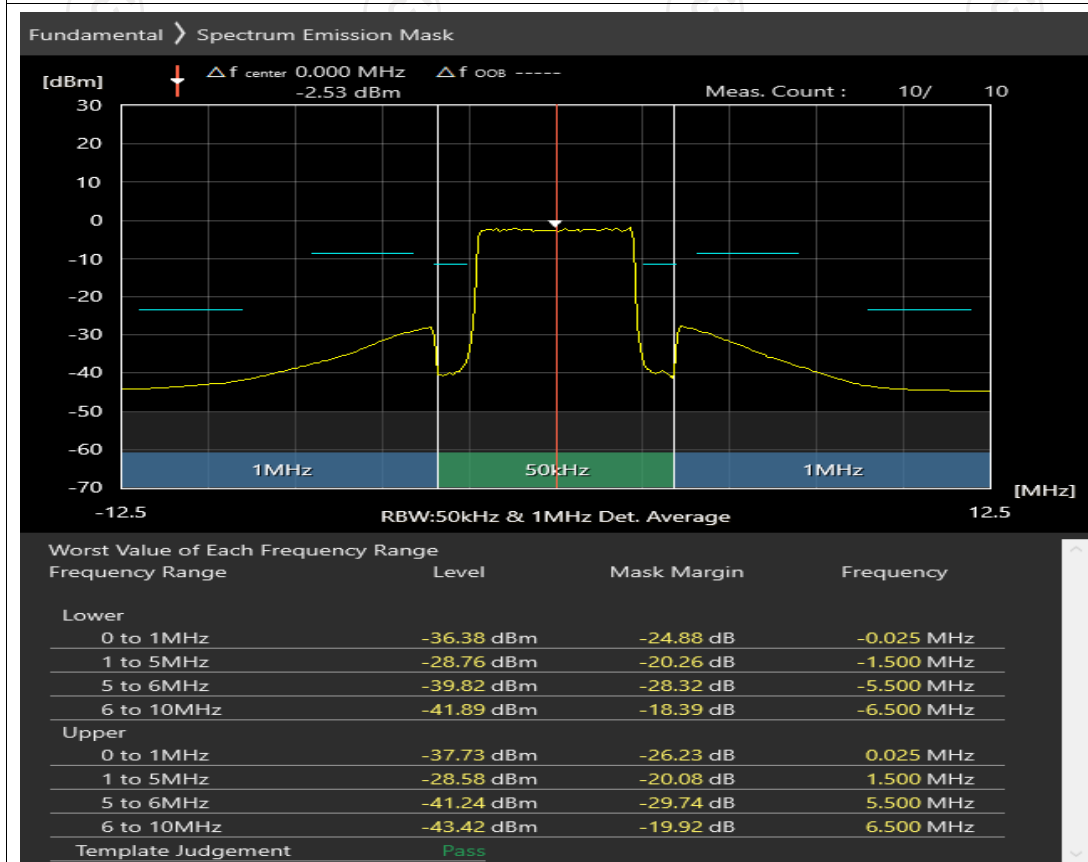 Fundamental ❯ Spectrum Emission Mask
[dBm] △f center 0.000 MHz △f OOB -----
-2.53 dBm Meas. Count : 10/ 10
30
20
10
0
-10
-20
-30
-40
-50
-60
1MHz 50kHz 1MHz
-70
[MHz]
-12.5 RBW:50kHz & 1MHz Det. Average 12.5
Worst Value of Each Frequency Range
Frequency Range Level Mask Margin Frequency
Lower
0 to 1MHz -36.38 dBm -24.88 dB -0.025 MHz
1 to 5MHz -28.76 dBm -20.26 dB -1.500 MHz
5 to 6MHz -39.82 dBm -28.32 dB -5.500 MHz
6 to 10MHz -41.89 dBm -18.39 dB -6.500 MHz
Upper
0 to 1MHz -37.73 dBm -26.23 dB 0.025 MHz
1 to 5MHz -28.58 dBm -20.08 dB 1.500 MHz
5 to 6MHz -41.24 dBm -29.74 dB 5.500 MHz
6 to 10MHz -43.42 dBm -19.92 dB 6.500 MHz
Template Judgement Pass